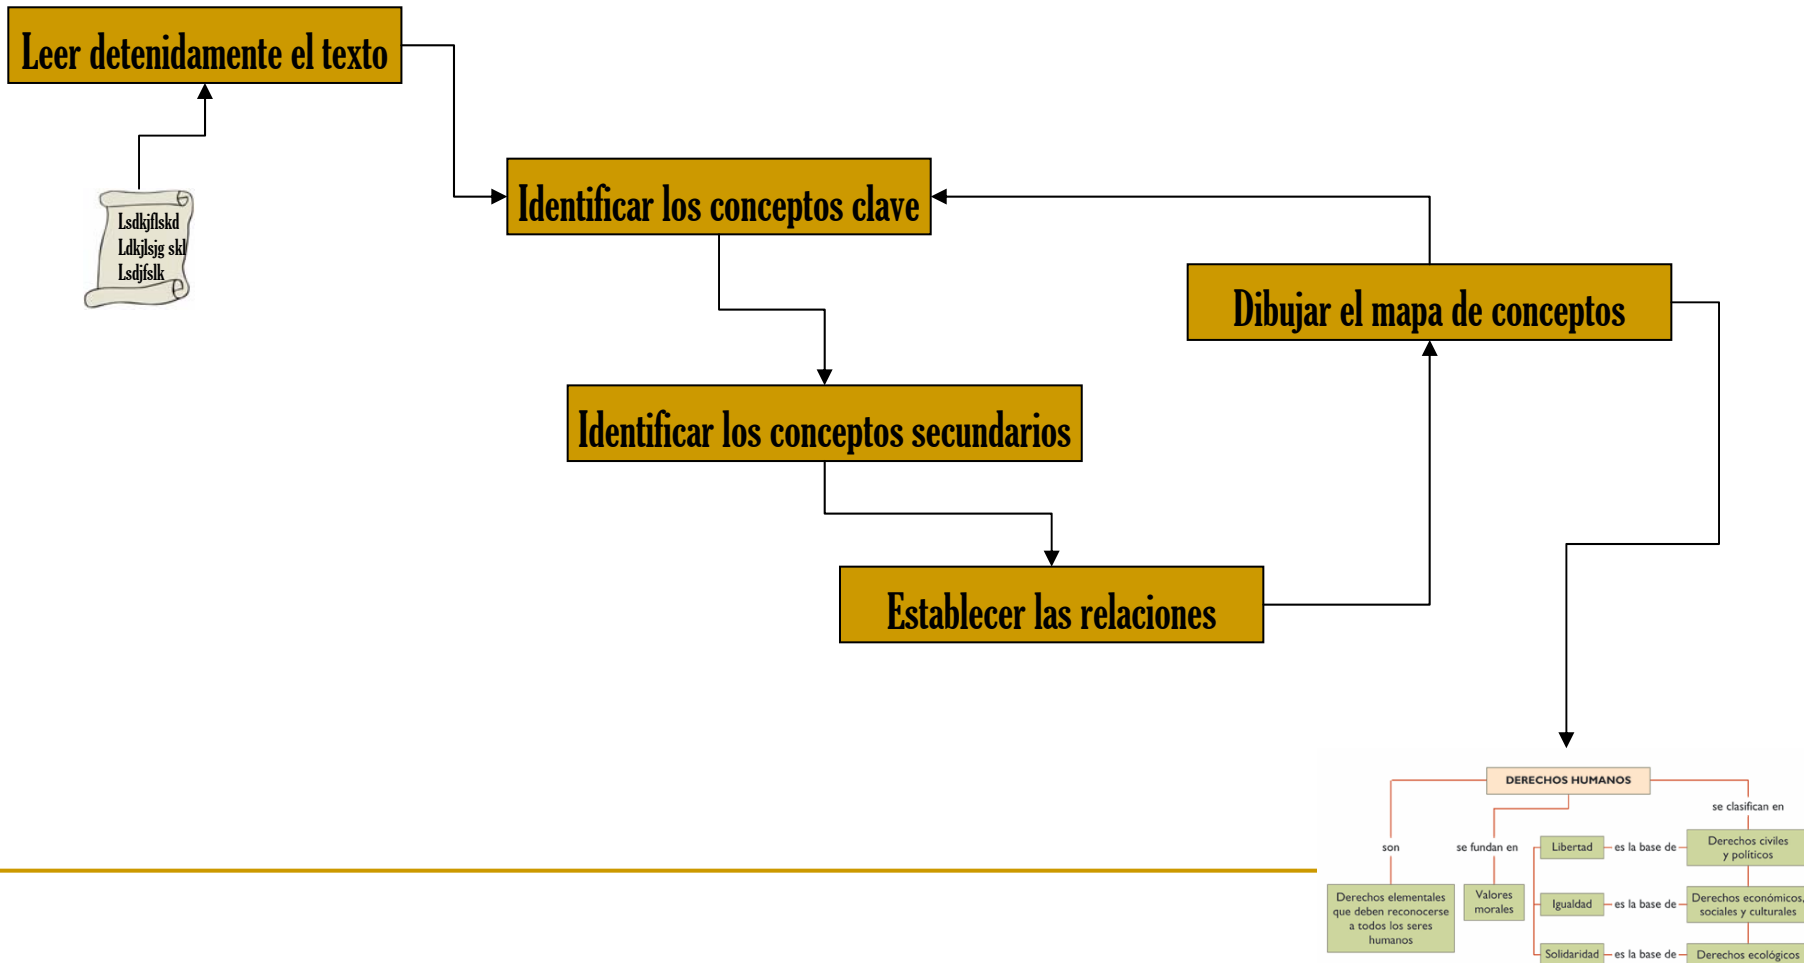 Leer detenidamente el texto
Lsdkjflskd
Ldkjlsjg skl
Lsdjfslk
Identificar los conceptos clave
Dibujar el mapa de conceptos
Identificar los conceptos secundarios
Establecer las relaciones
DERECHOS HUMANOS
se clasifican en
son
se fundan en
Libertad
es la base de
Derechos civiles
y políticos
Derechos elementales
que deben reconocerse
a todos los seres
humanos
Valores
morales
Igualdad
es la base de
Derechos económicos,
sociales y culturales
Solidaridad
es la base de
Derechos ecológicos